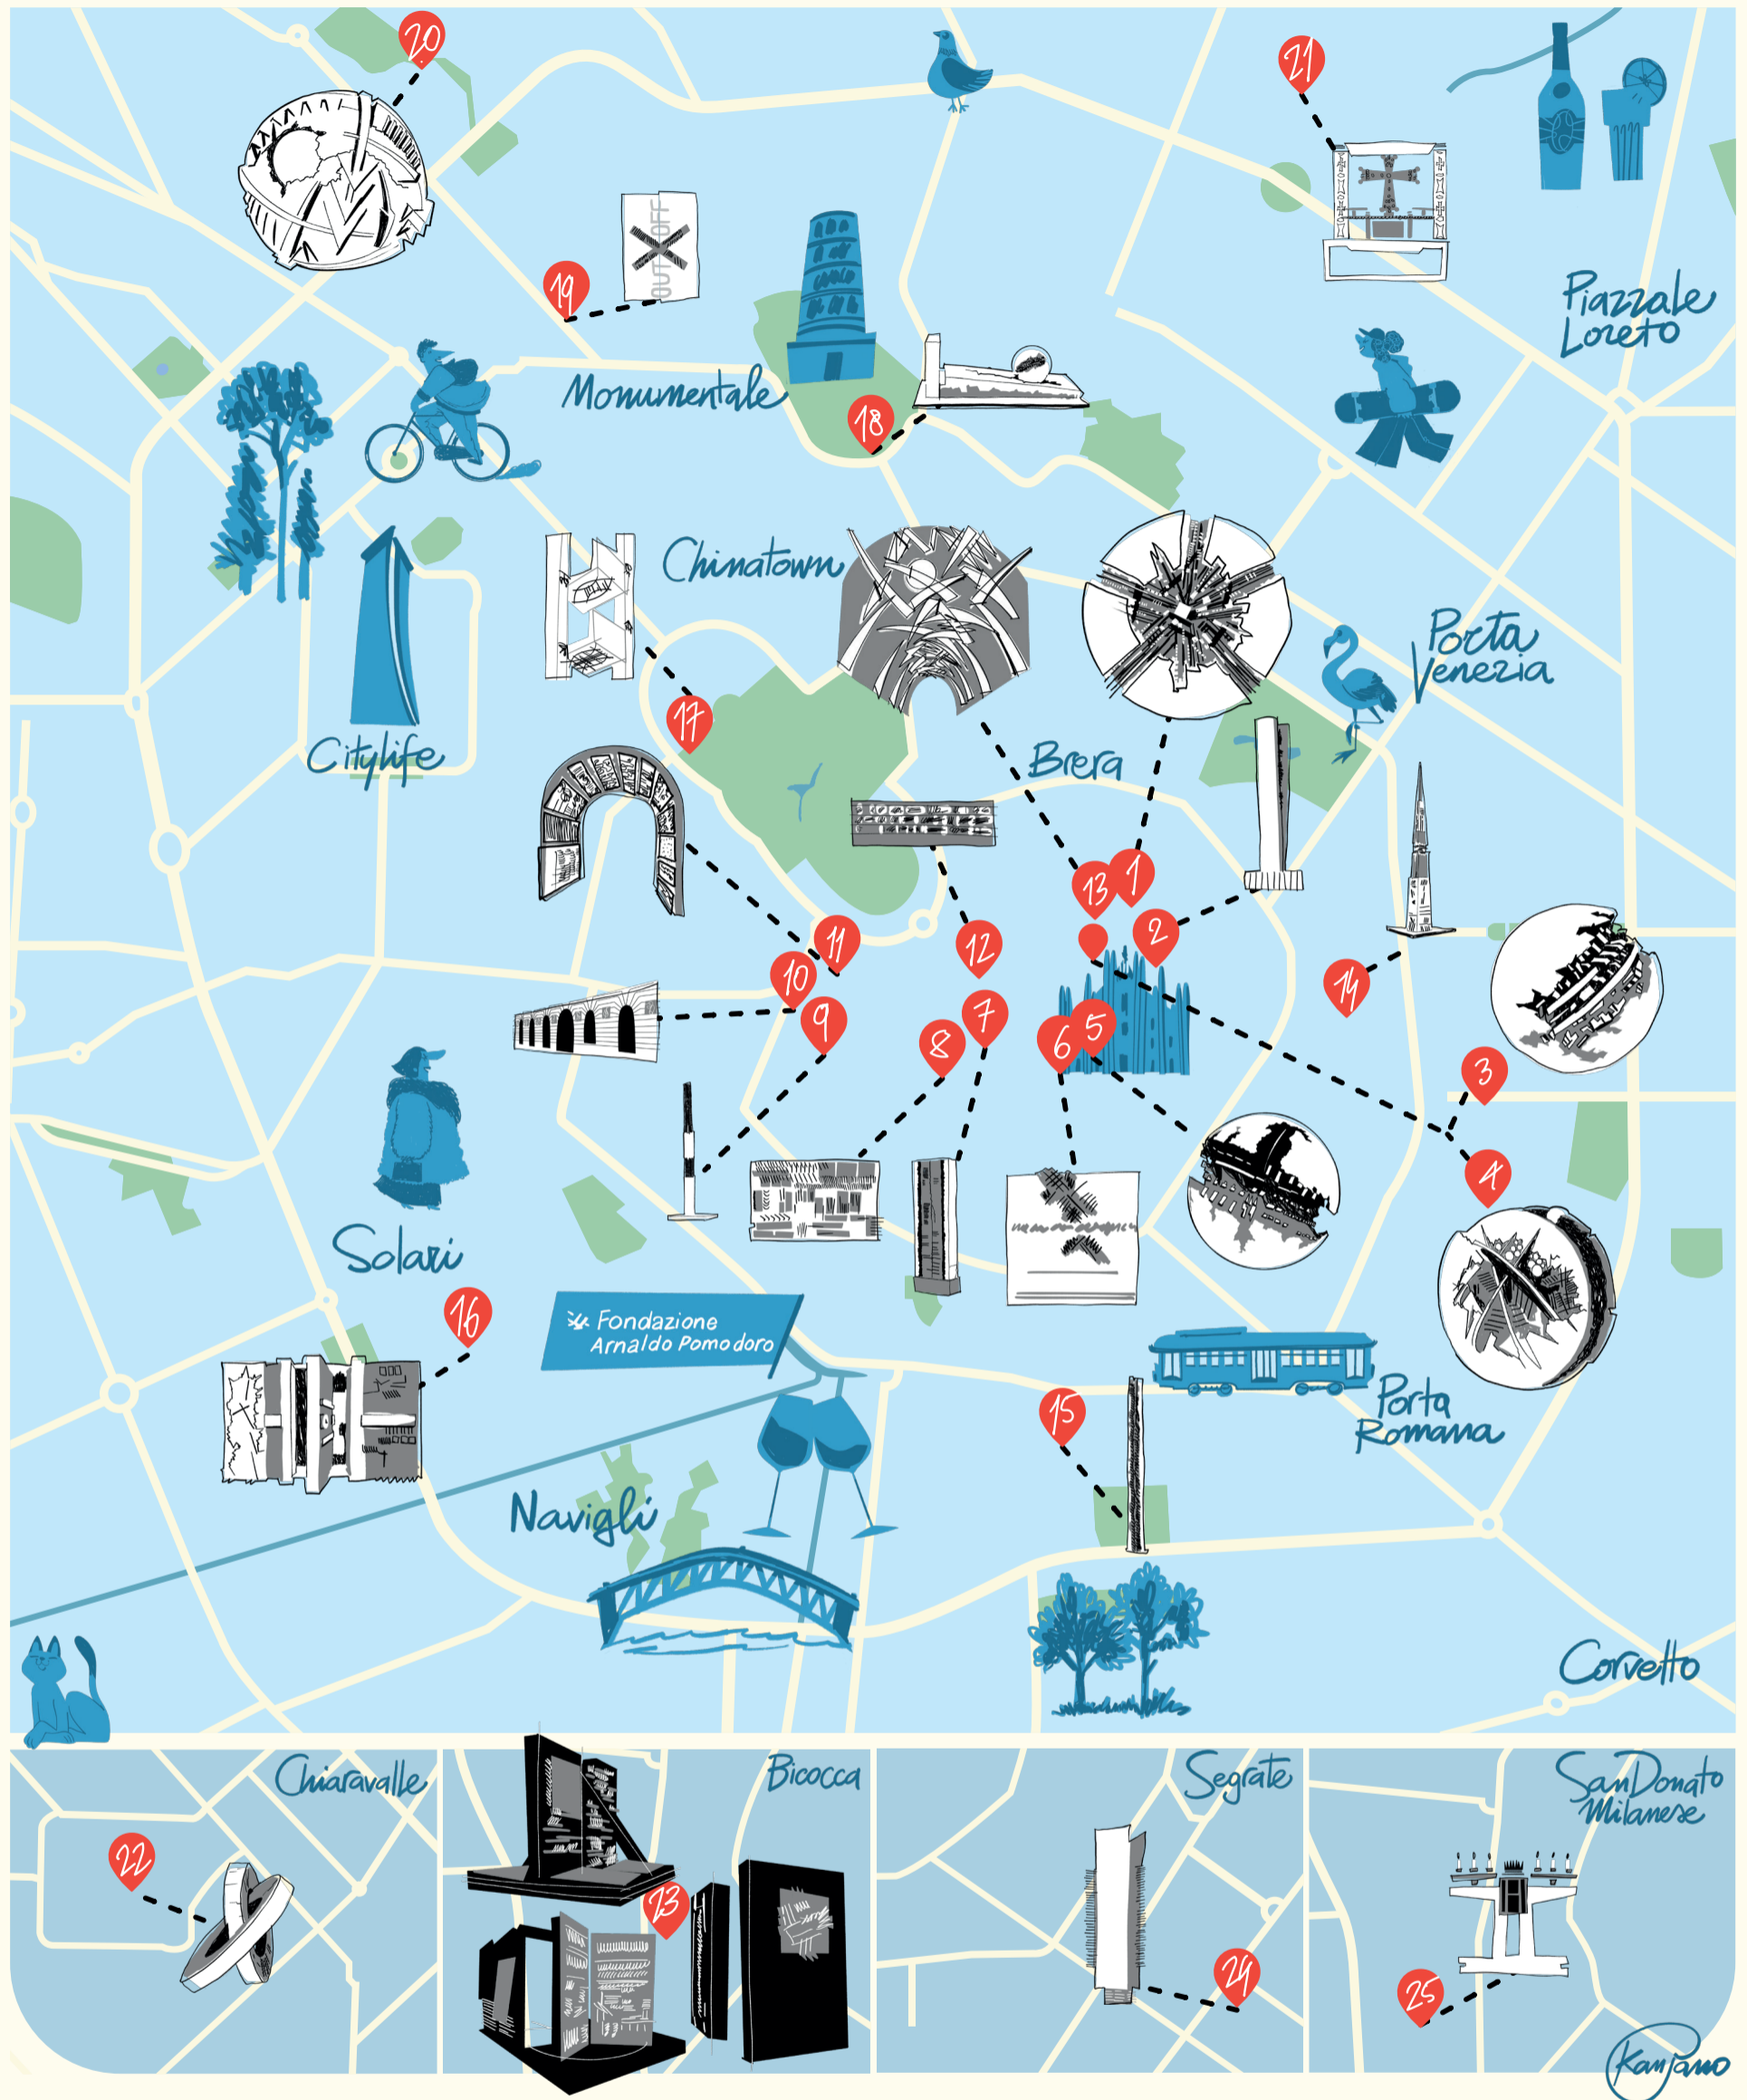 20
21
OUT OFF
19
Piazzale
Loreto
Monumentale
18
Chinatown
Porta
Venezia
17
Citylife
Brera
13
1
2
11
12
10
14
9
7
8
6
5
3
4
Solari
16
Fondazione
Arnaldo Pomodoro
15
Porta
Romana
Navigli
Corvetto
Chiaravalle
22
Bicocca
23
Segrate
24
San Donato
Milanese
25
Kanjano